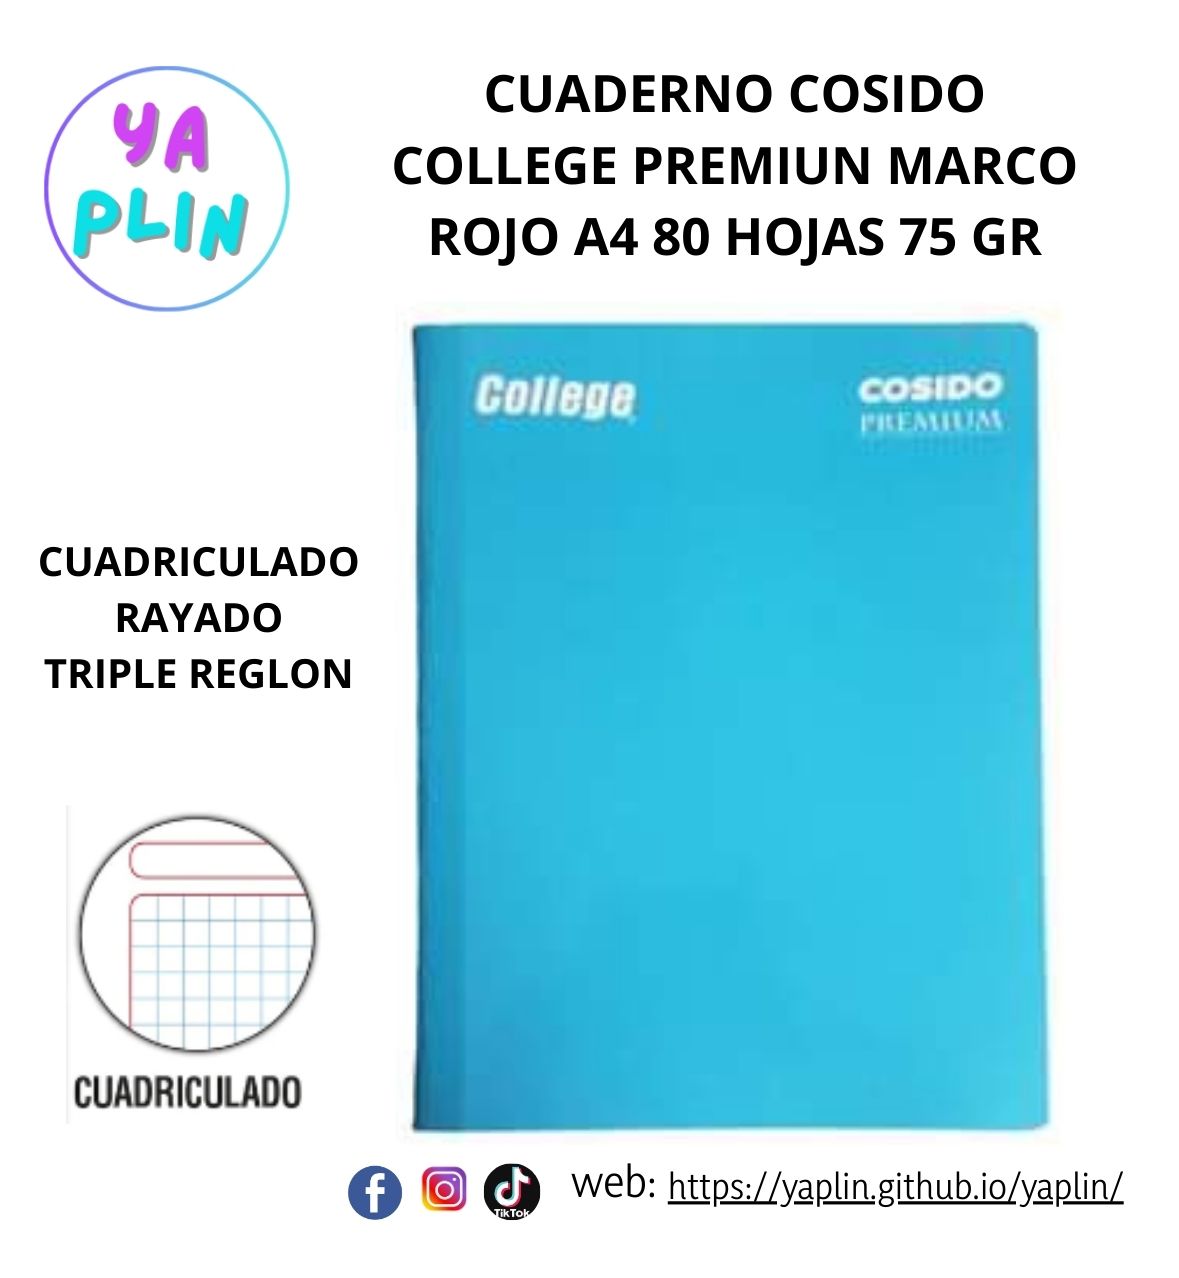 YA
PLIN
CUADERNO COSIDO
COLLEGE PREMIUN MARCO
ROJO A4 80 HOJAS 75 GR
College
COSIDO
PREMIUM
CUADRICULADO
RAYADO
TRIPLE REGLON
CUADRICULADO
TikTok
web: https://yaplin.github.io/yaplin/